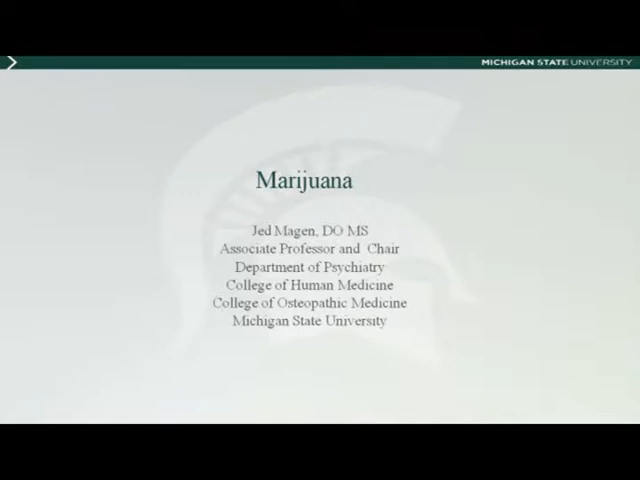 MICHIGAN STATE UNIVERSITY
Marijuana
Jed Magen, DO MS
Associate Professor and Chair
Department of Psychiatry
College of Human Medicine
College of Osteopathic Medicine
Michigan State University